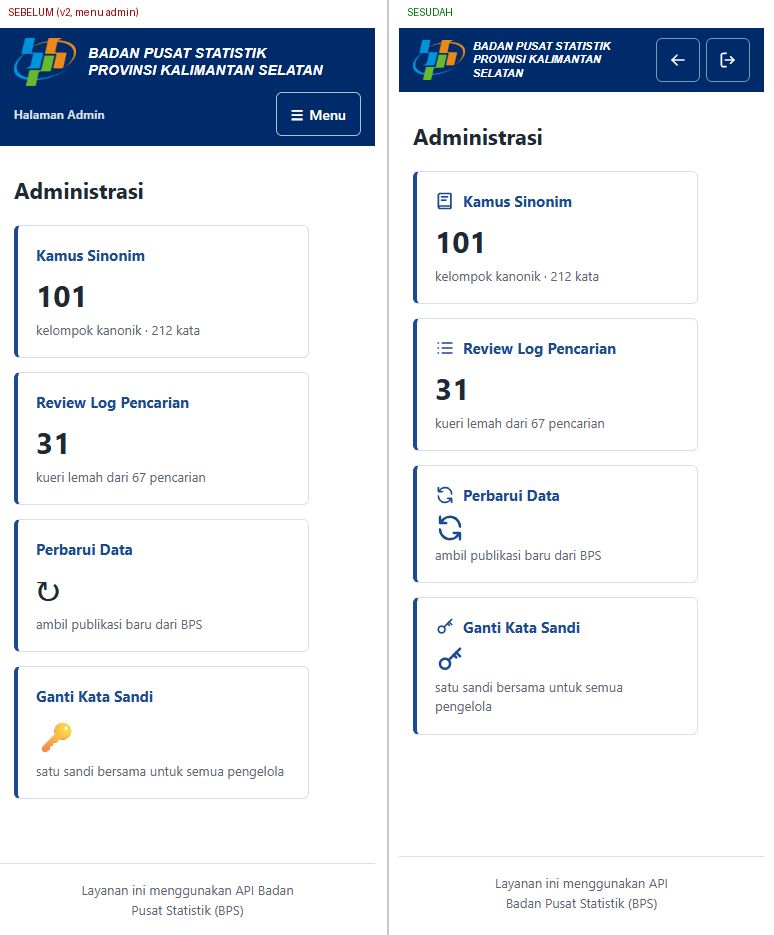 SEBELUM (v2, menu admin)
BADAN PUSAT STATISTIK
PROVINSI KALIMANTAN SELATAN
Halaman Admin
☰ Menu
Administrasi
Kamus Sinonim
101
kelompok kanonik · 212 kata
Review Log Pencarian
31
kueri lemah dari 67 pencarian
Perbarui Data
↻
ambil publikasi baru dari BPS
Ganti Kata Sandi
🔑
satu sandi bersama untuk semua pengelola
Layanan ini menggunakan API Badan
Pusat Statistik (BPS)
SESUDAH
BADAN PUSAT STATISTIK
PROVINSI KALIMANTAN
SELATAN
Administrasi
Kamus Sinonim
101
kelompok kanonik · 212 kata
Review Log Pencarian
31
kueri lemah dari 67 pencarian
Perbarui Data
ambil publikasi baru dari BPS
Ganti Kata Sandi
satu sandi bersama untuk semua
pengelola
Layanan ini menggunakan API
Badan Pusat Statistik (BPS)